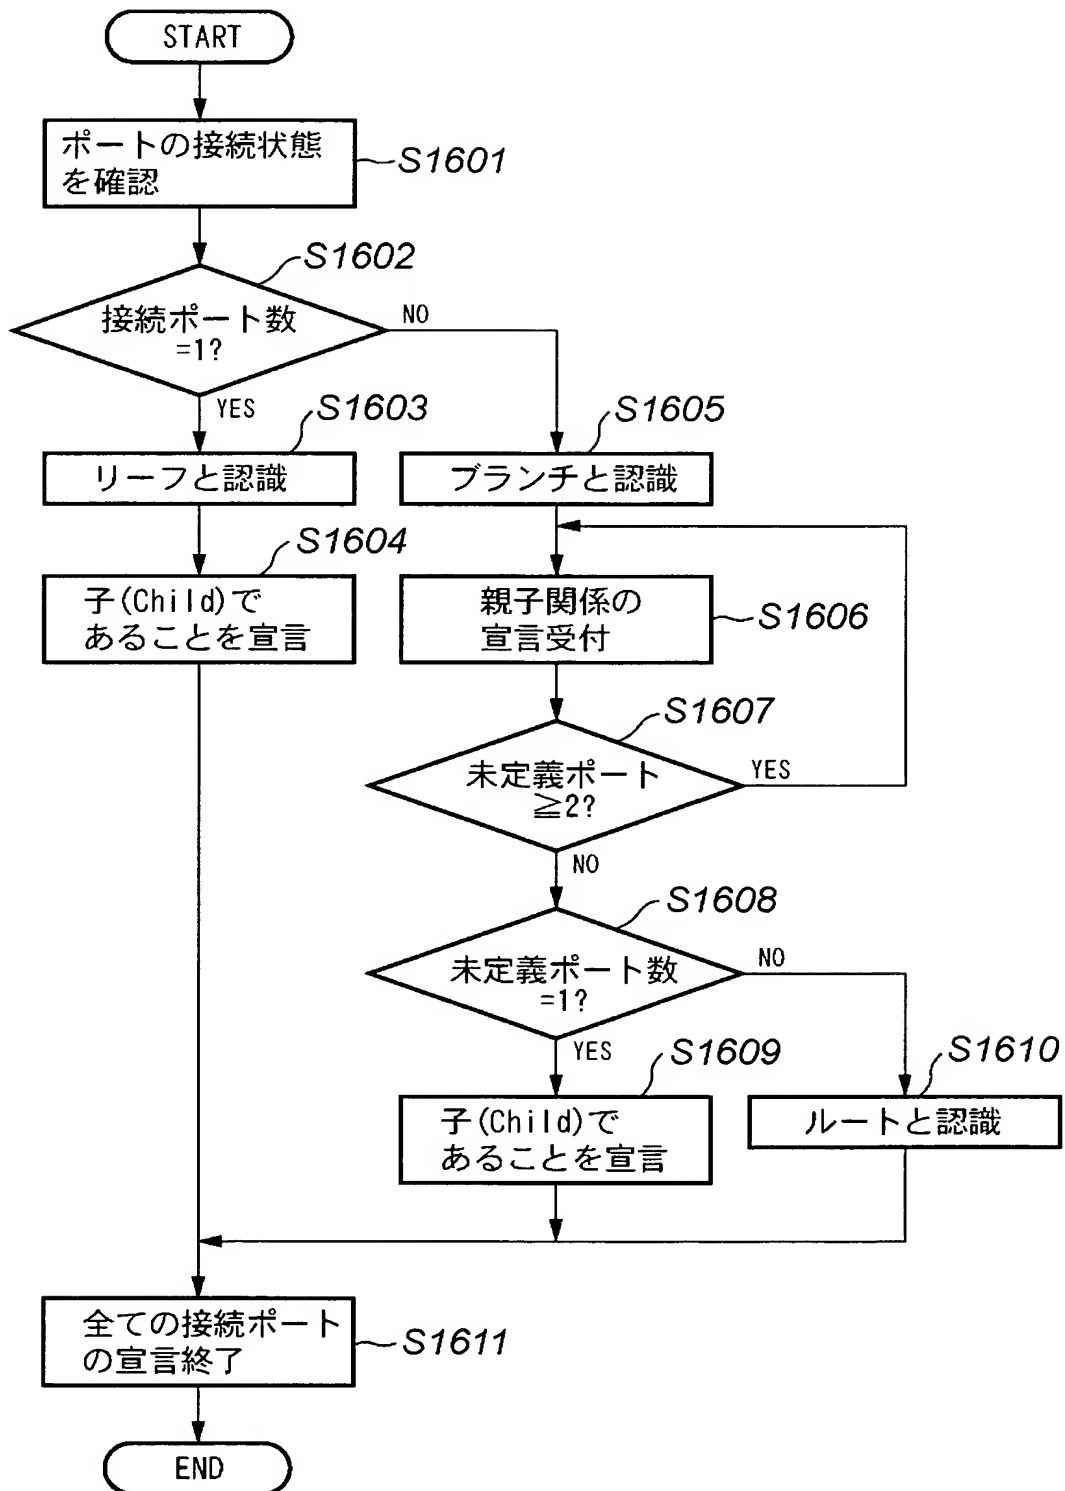 START
ポートの接続状態
を確認
S1601
S1602
接続ポート数
=1?
NO
YES
S1603
リーフと認識
S1605
ブランチと認識
S1604
子(Child)で
あることを宣言
親子関係の
宣言受付
S1606
S1607
未定義ポート
≧2?
YES
NO
S1608
未定義ポート数
=1?
NO
YES
S1609
子(Child)で
あることを宣言
S1610
ルートと認識
全ての接続ポート
の宣言終了
S1611
END